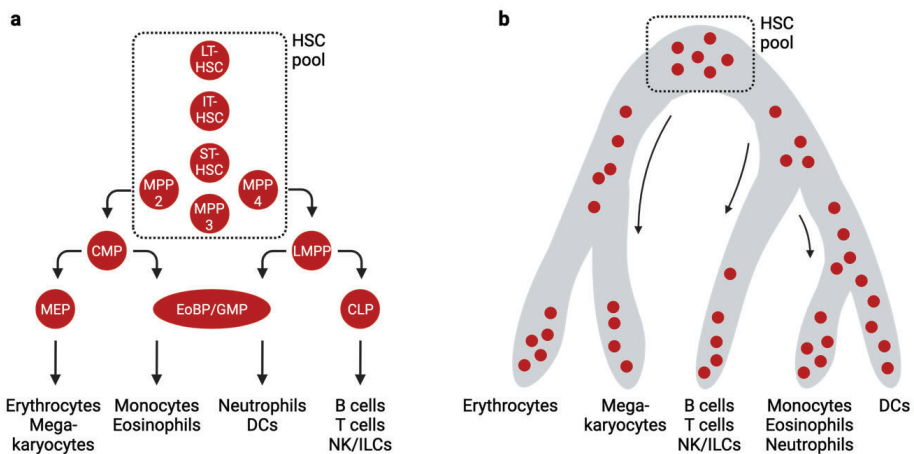 a
HSC
pool
LT-
HSC
IT-
HSC
ST-
HSC
MPP
2
MPP
3
MPP
4
CMP
LMPP
MEP
EoBP/GMP
CLP
Erythrocytes
Mega-
karyocytes
Monocytes
Eosinophils
Neutrophils
DCs
B cells
T cells
NK/ILCs
b
HSC
pool
Erythrocytes
Mega-
karyocytes
B cells
T cells
NK/ILCs
Monocytes
Eosinophils
Neutrophils
DCs